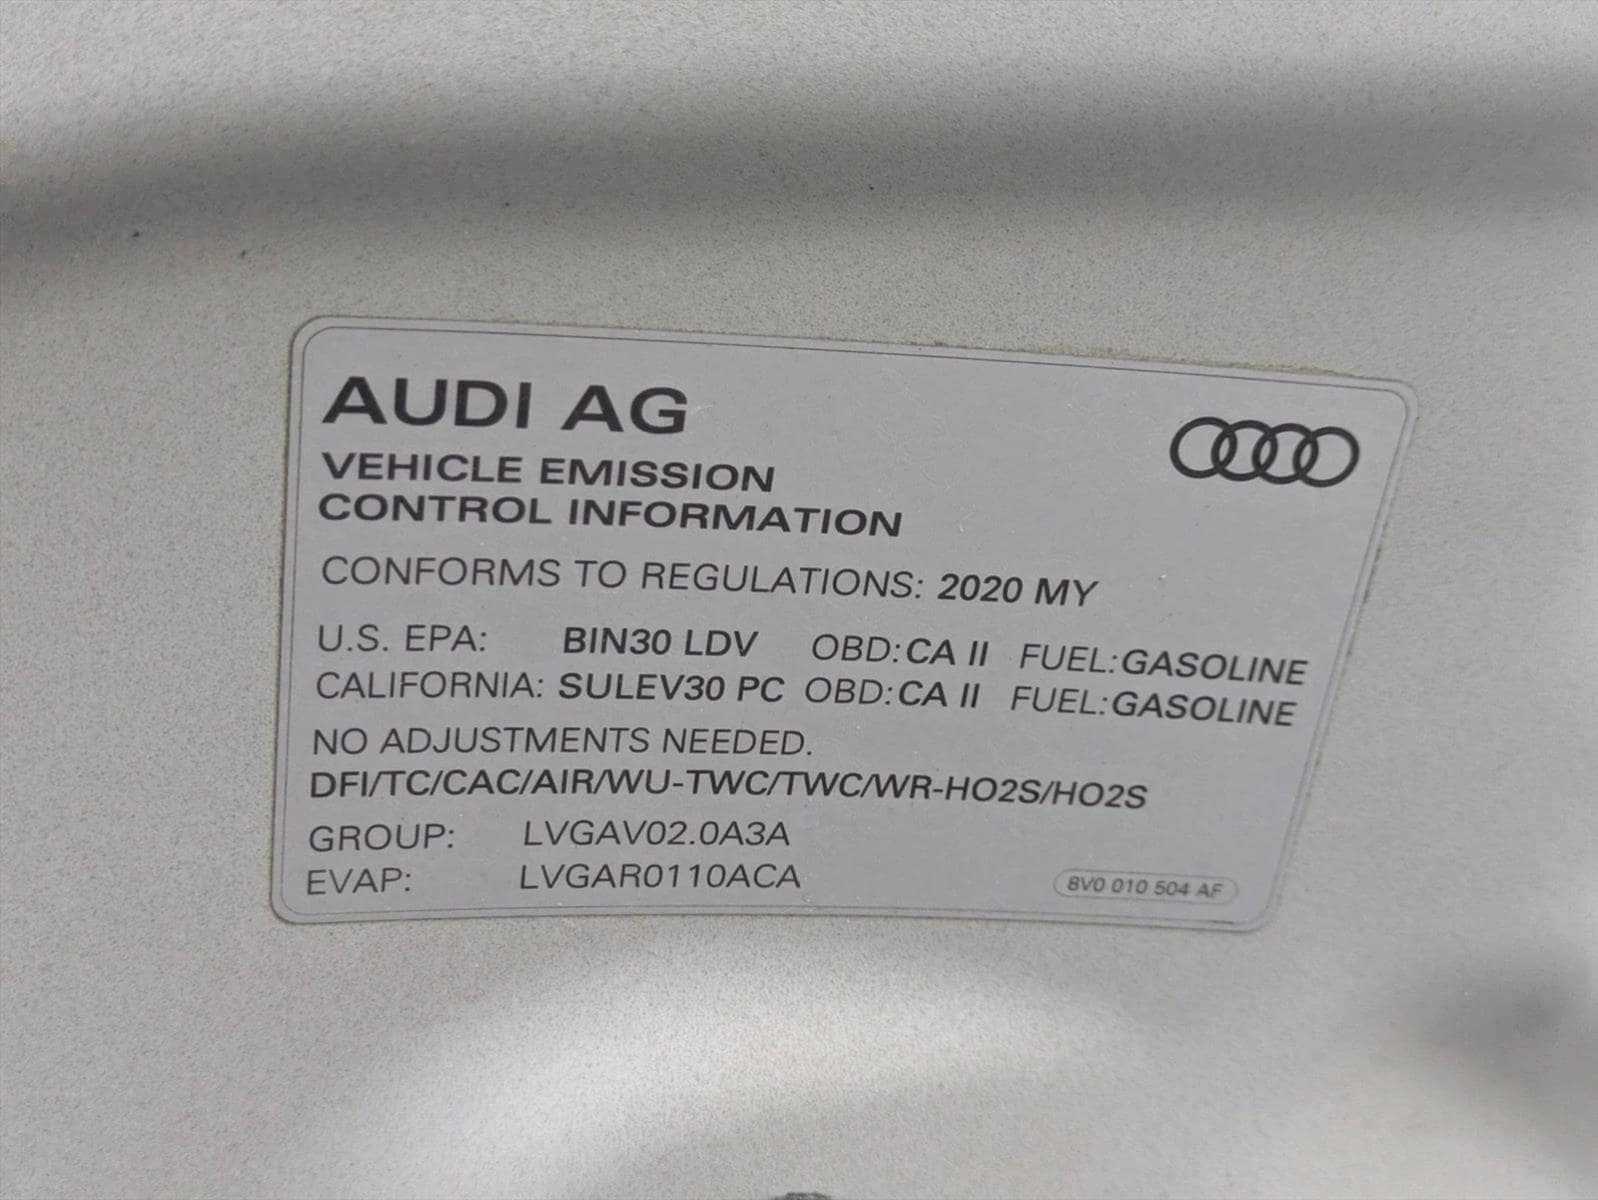 AUDI AG
VEHICLE EMISSION
CONTROL INFORMATION
CONFORMS TO REGULATIONS: 2020 MY
U.S. EPA: BIN30 LDV OBD: CA II FUEL: GASOLINE
CALIFORNIA: SULEV30 PC OBD: CA II FUEL: GASOLINE
NO ADJUSTMENTS NEEDED.
DFI/TC/CAC/AIR/WU-TWC/TWC/WR-HO2S/HO2S
GROUP: LVGAV02.0A3A
EVAP: LVGAR0110ACA
8V0 010 504 AF